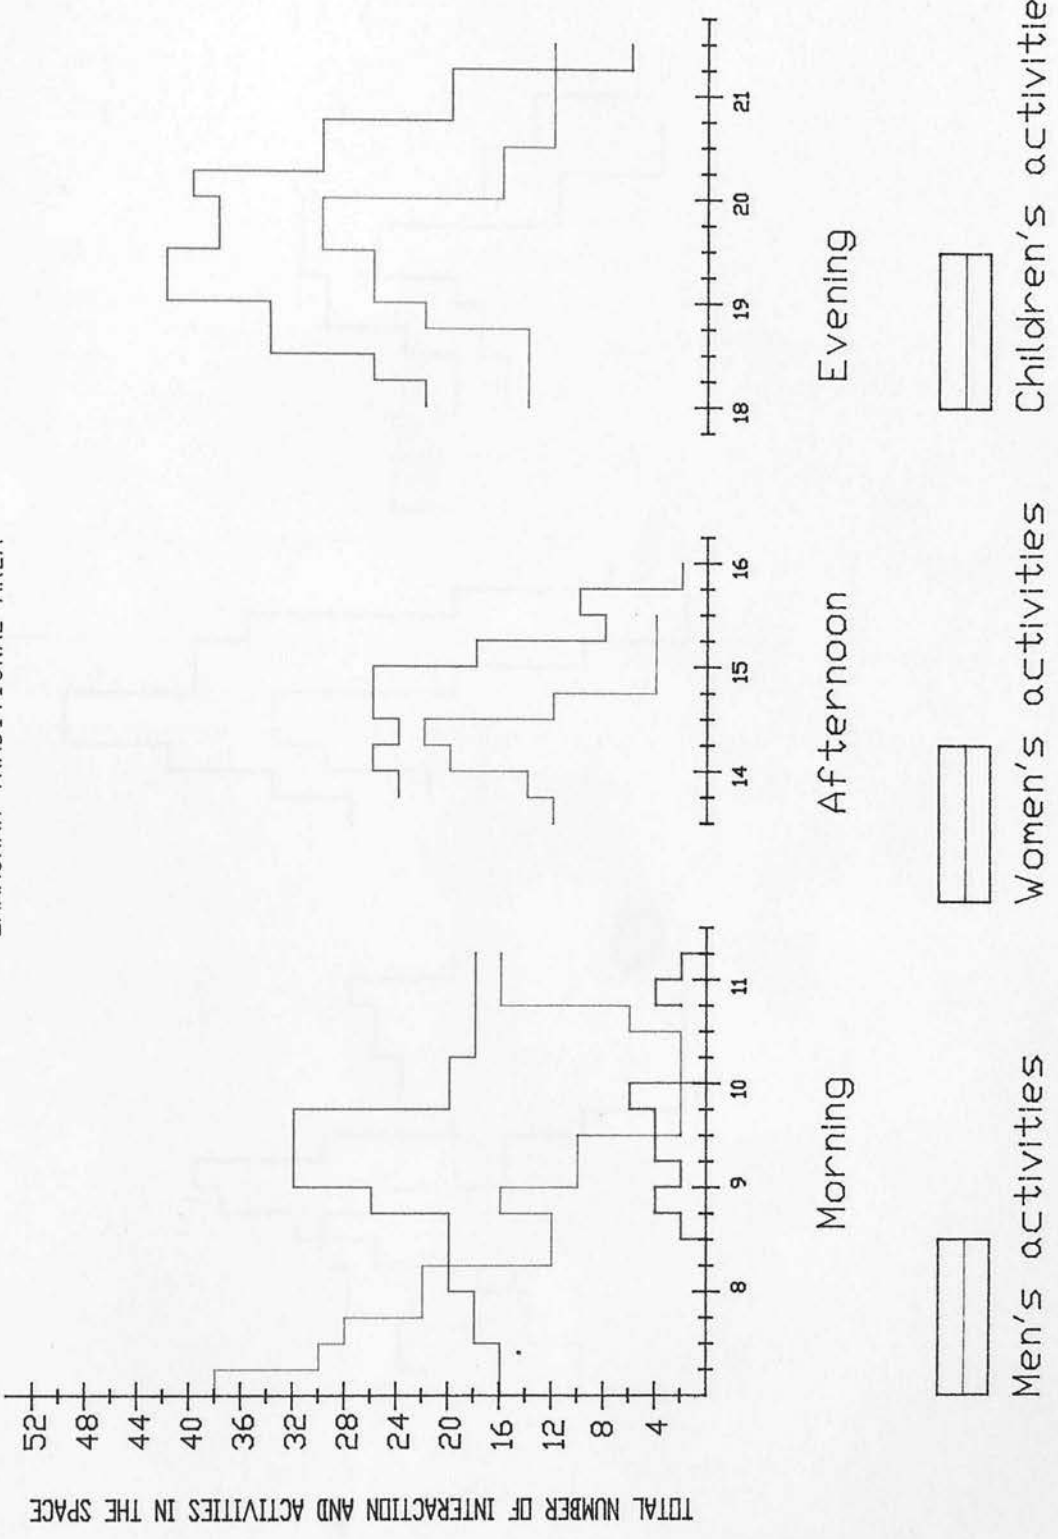 TOTAL NUMBER OF INTERACTION AND ACTIVITIES IN THE SPACE
52
48
44
40
36
32
28
24
20
16
12
8
4
8 9 10 11
14 15 16
18 19 20 21
Morning
Afternoon
Evening
Men's activities
Women's activities
Children's activitie